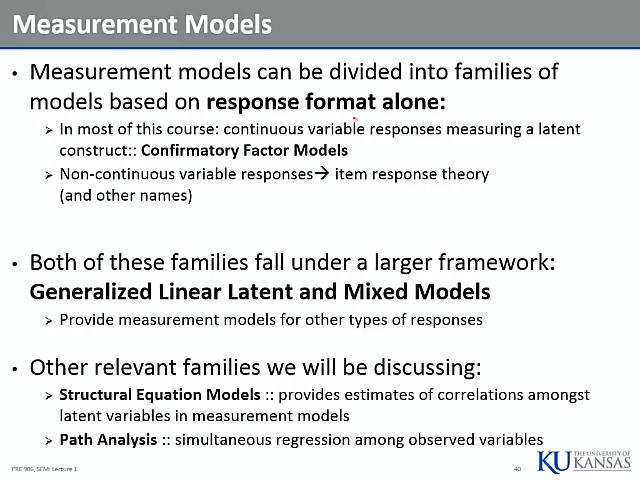 Measurement Models
• Measurement models can be divided into families of
models based on response format alone:
➤ In most of this course: continuous variable responses measuring a latent
construct:: Confirmatory Factor Models
➤ Non-continuous variable responses→ item response theory
(and other names)
• Both of these families fall under a larger framework:
Generalized Linear Latent and Mixed Models
➤ Provide measurement models for other types of responses
• Other relevant families we will be discussing:
➤ Structural Equation Models :: provides estimates of correlations amongst
latent variables in measurement models
➤ Path Analysis :: simultaneous regression among observed variables
PRE 906, SEM: Lecture 1
40
KU THE UNIVERSITY OF
KANSAS